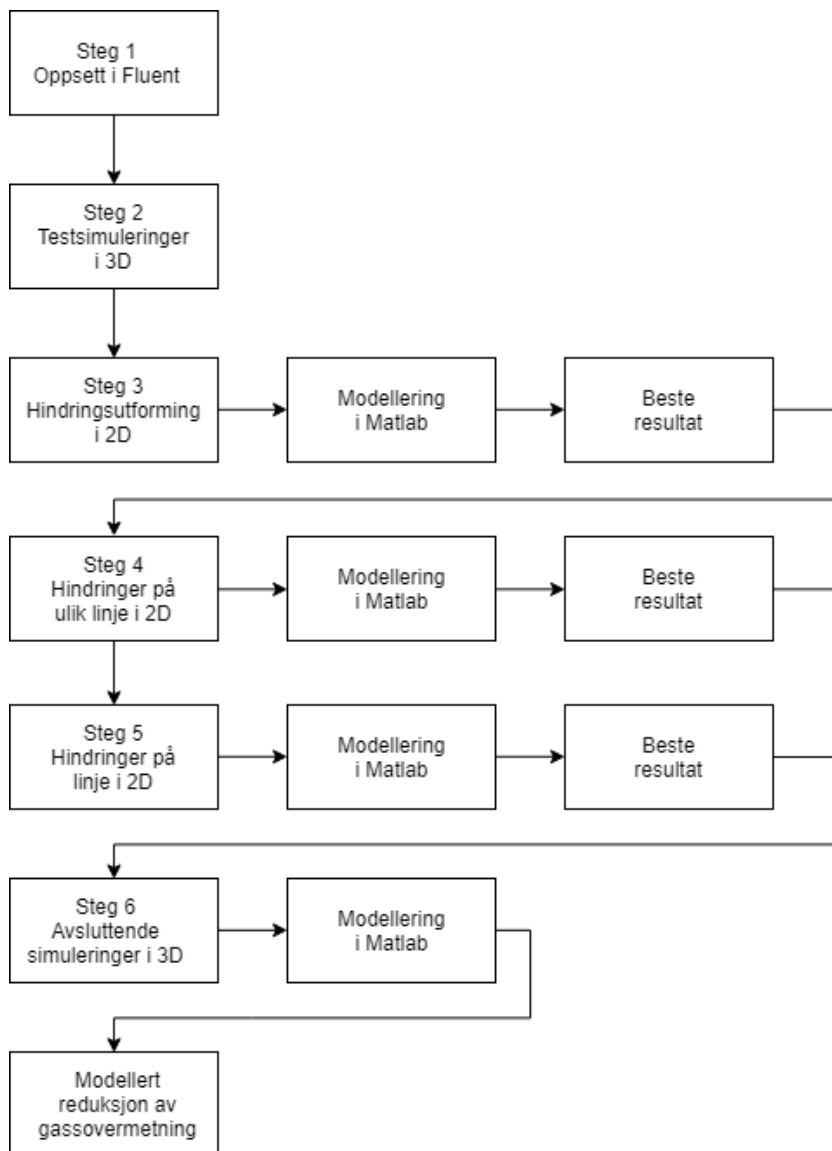 Steg 1
Oppsett i Fluent
Steg 2
Testsimuleringer
i 3D
Steg 3
Hindringsutforming
i 2D
Modellering
i Matlab
Beste
resultat
Steg 4
Hindringer på
ulik linje i 2D
Modellering
i Matlab
Beste
resultat
Steg 5
Hindringer på
linje i 2D
Modellering
i Matlab
Beste
resultat
Steg 6
Avsluttende
simuleringer i 3D
Modellering
i Matlab
Modellert
reduksjon av
gassovermetning